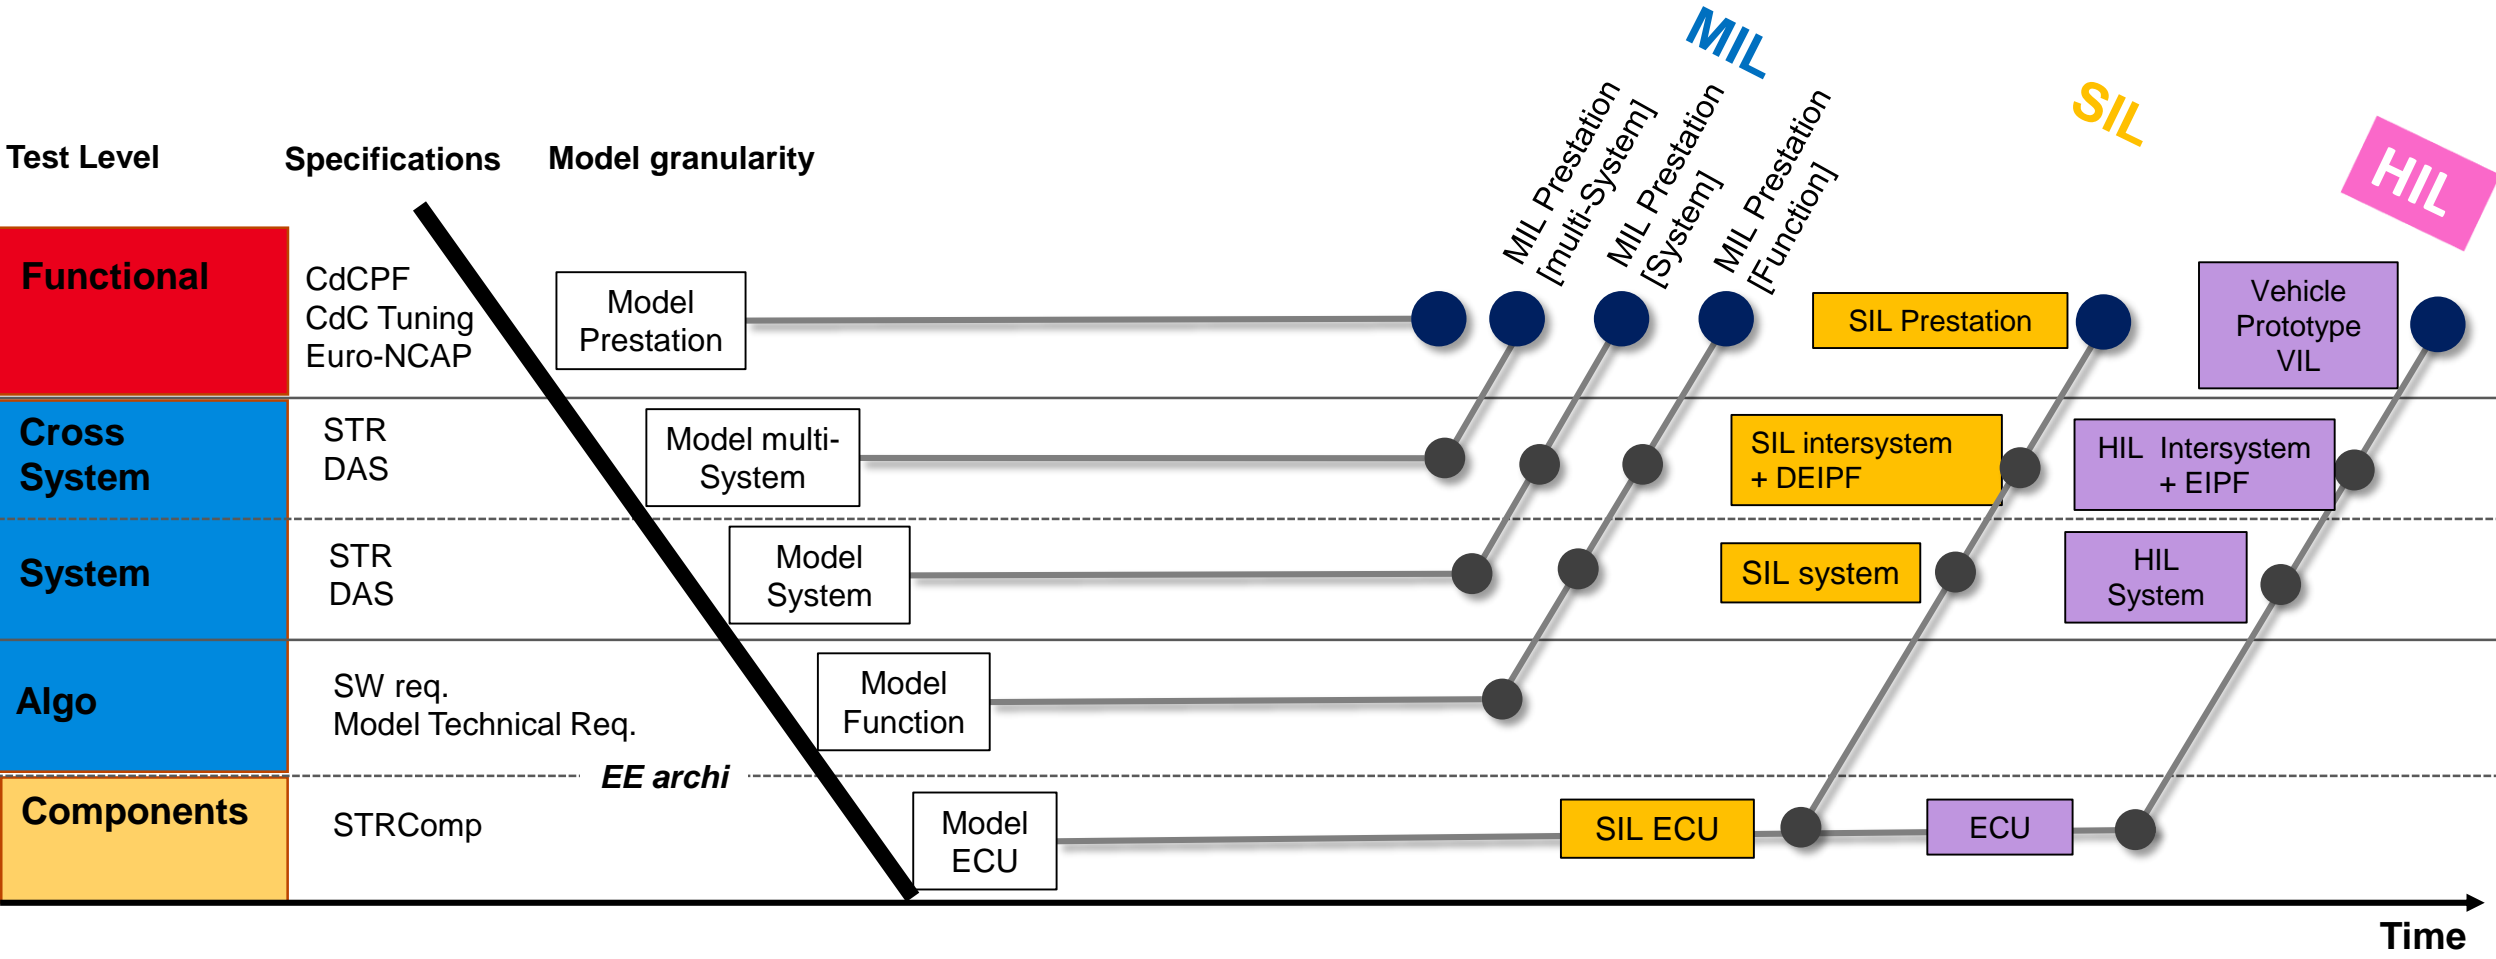 MIL
SIL
HIL
MIL Prestation
[multi-System]
MIL Prestation
[System]
MIL Prestation
[Function]
Test Level
Specifications
Model granularity
Functional
CdCPF
CdC Tuning
Euro-NCAP
Model
Prestation
SIL Prestation
Vehicle
Prototype
VIL
Cross
System
STR
DAS
Model multi-
System
SIL intersystem
+ DEIPF
HIL Intersystem
+ EIPF
System
STR
DAS
Model
System
SIL system
HIL
System
Algo
SW req.
Model Technical Req.
Model
Function
EE archi
Components
STRComp
Model
ECU
SIL ECU
ECU
Time